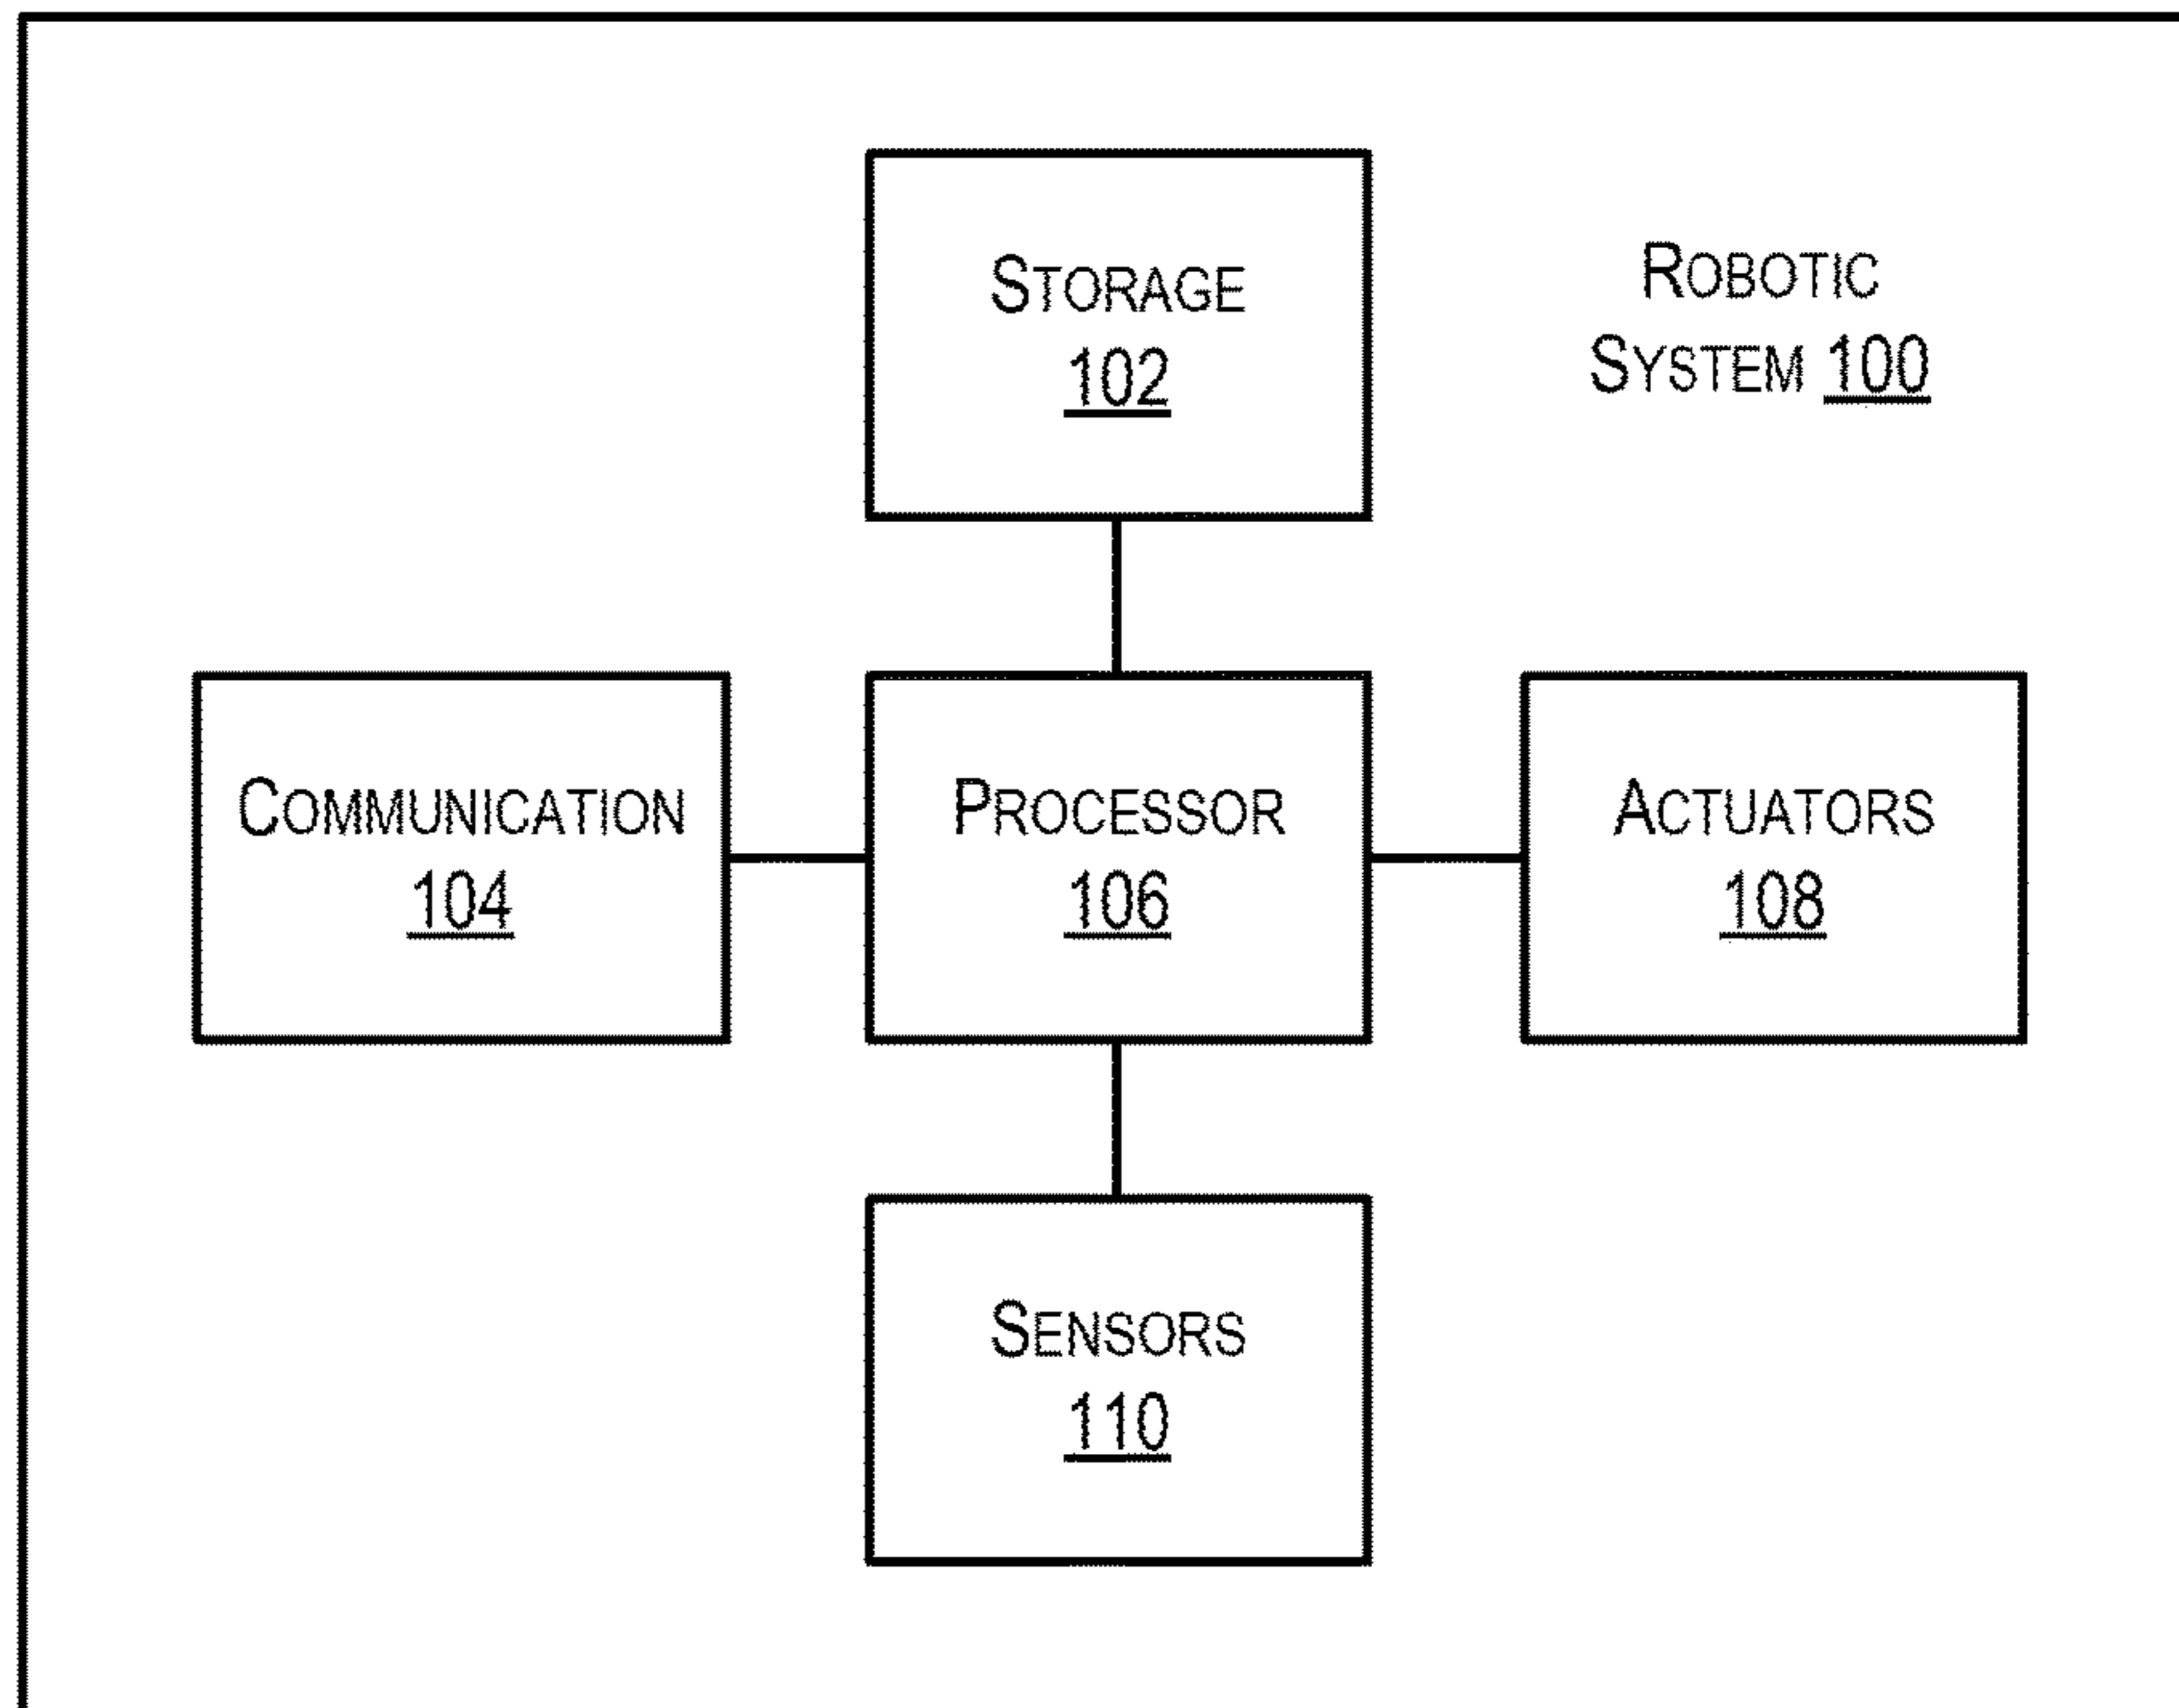 STORAGE
102
ROBOTIC
SYSTEM 100
COMMUNICATION
104
PROCESSOR
106
ACTUATORS
108
SENSORS
110